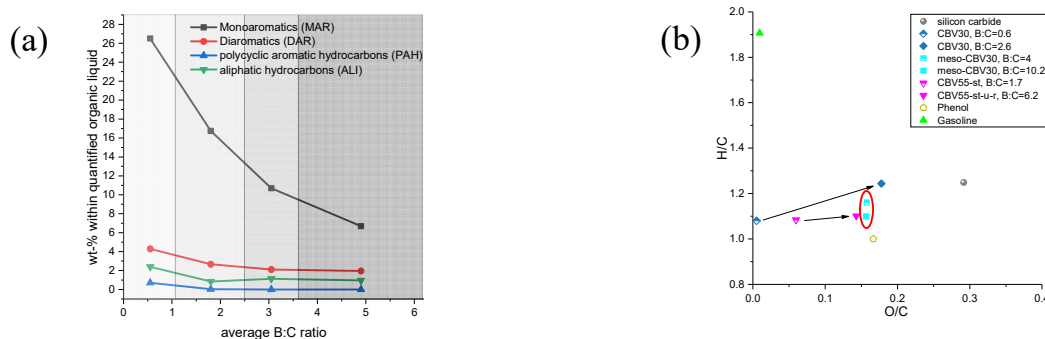 (a)
wt-% within quantified organic liquid
28
26
24
22
20
18
16
14
12
10
8
6
4
2
0
Monoaromatics (MAR)
Diaromatics (DAR)
polycyclic aromatic hydrocarbons (PAH)
aliphatic hydrocarbons (ALI)
0 1 2 3 4 5 6
average B:C ratio
(b)
H/C
2.0
1.8
1.6
1.4
1.2
1.0
0.8
silicon carbide
CBV30, B:C=0.6
CBV30, B:C=2.6
meso-CBV30, B:C=4
meso-CBV30, B:C=10.2
CBV55-st, B:C=1.7
CBV55-st-u-r, B:C=6.2
Phenol
Gasoline
0.0 0.1 0.2 0.3 0.4
O/C